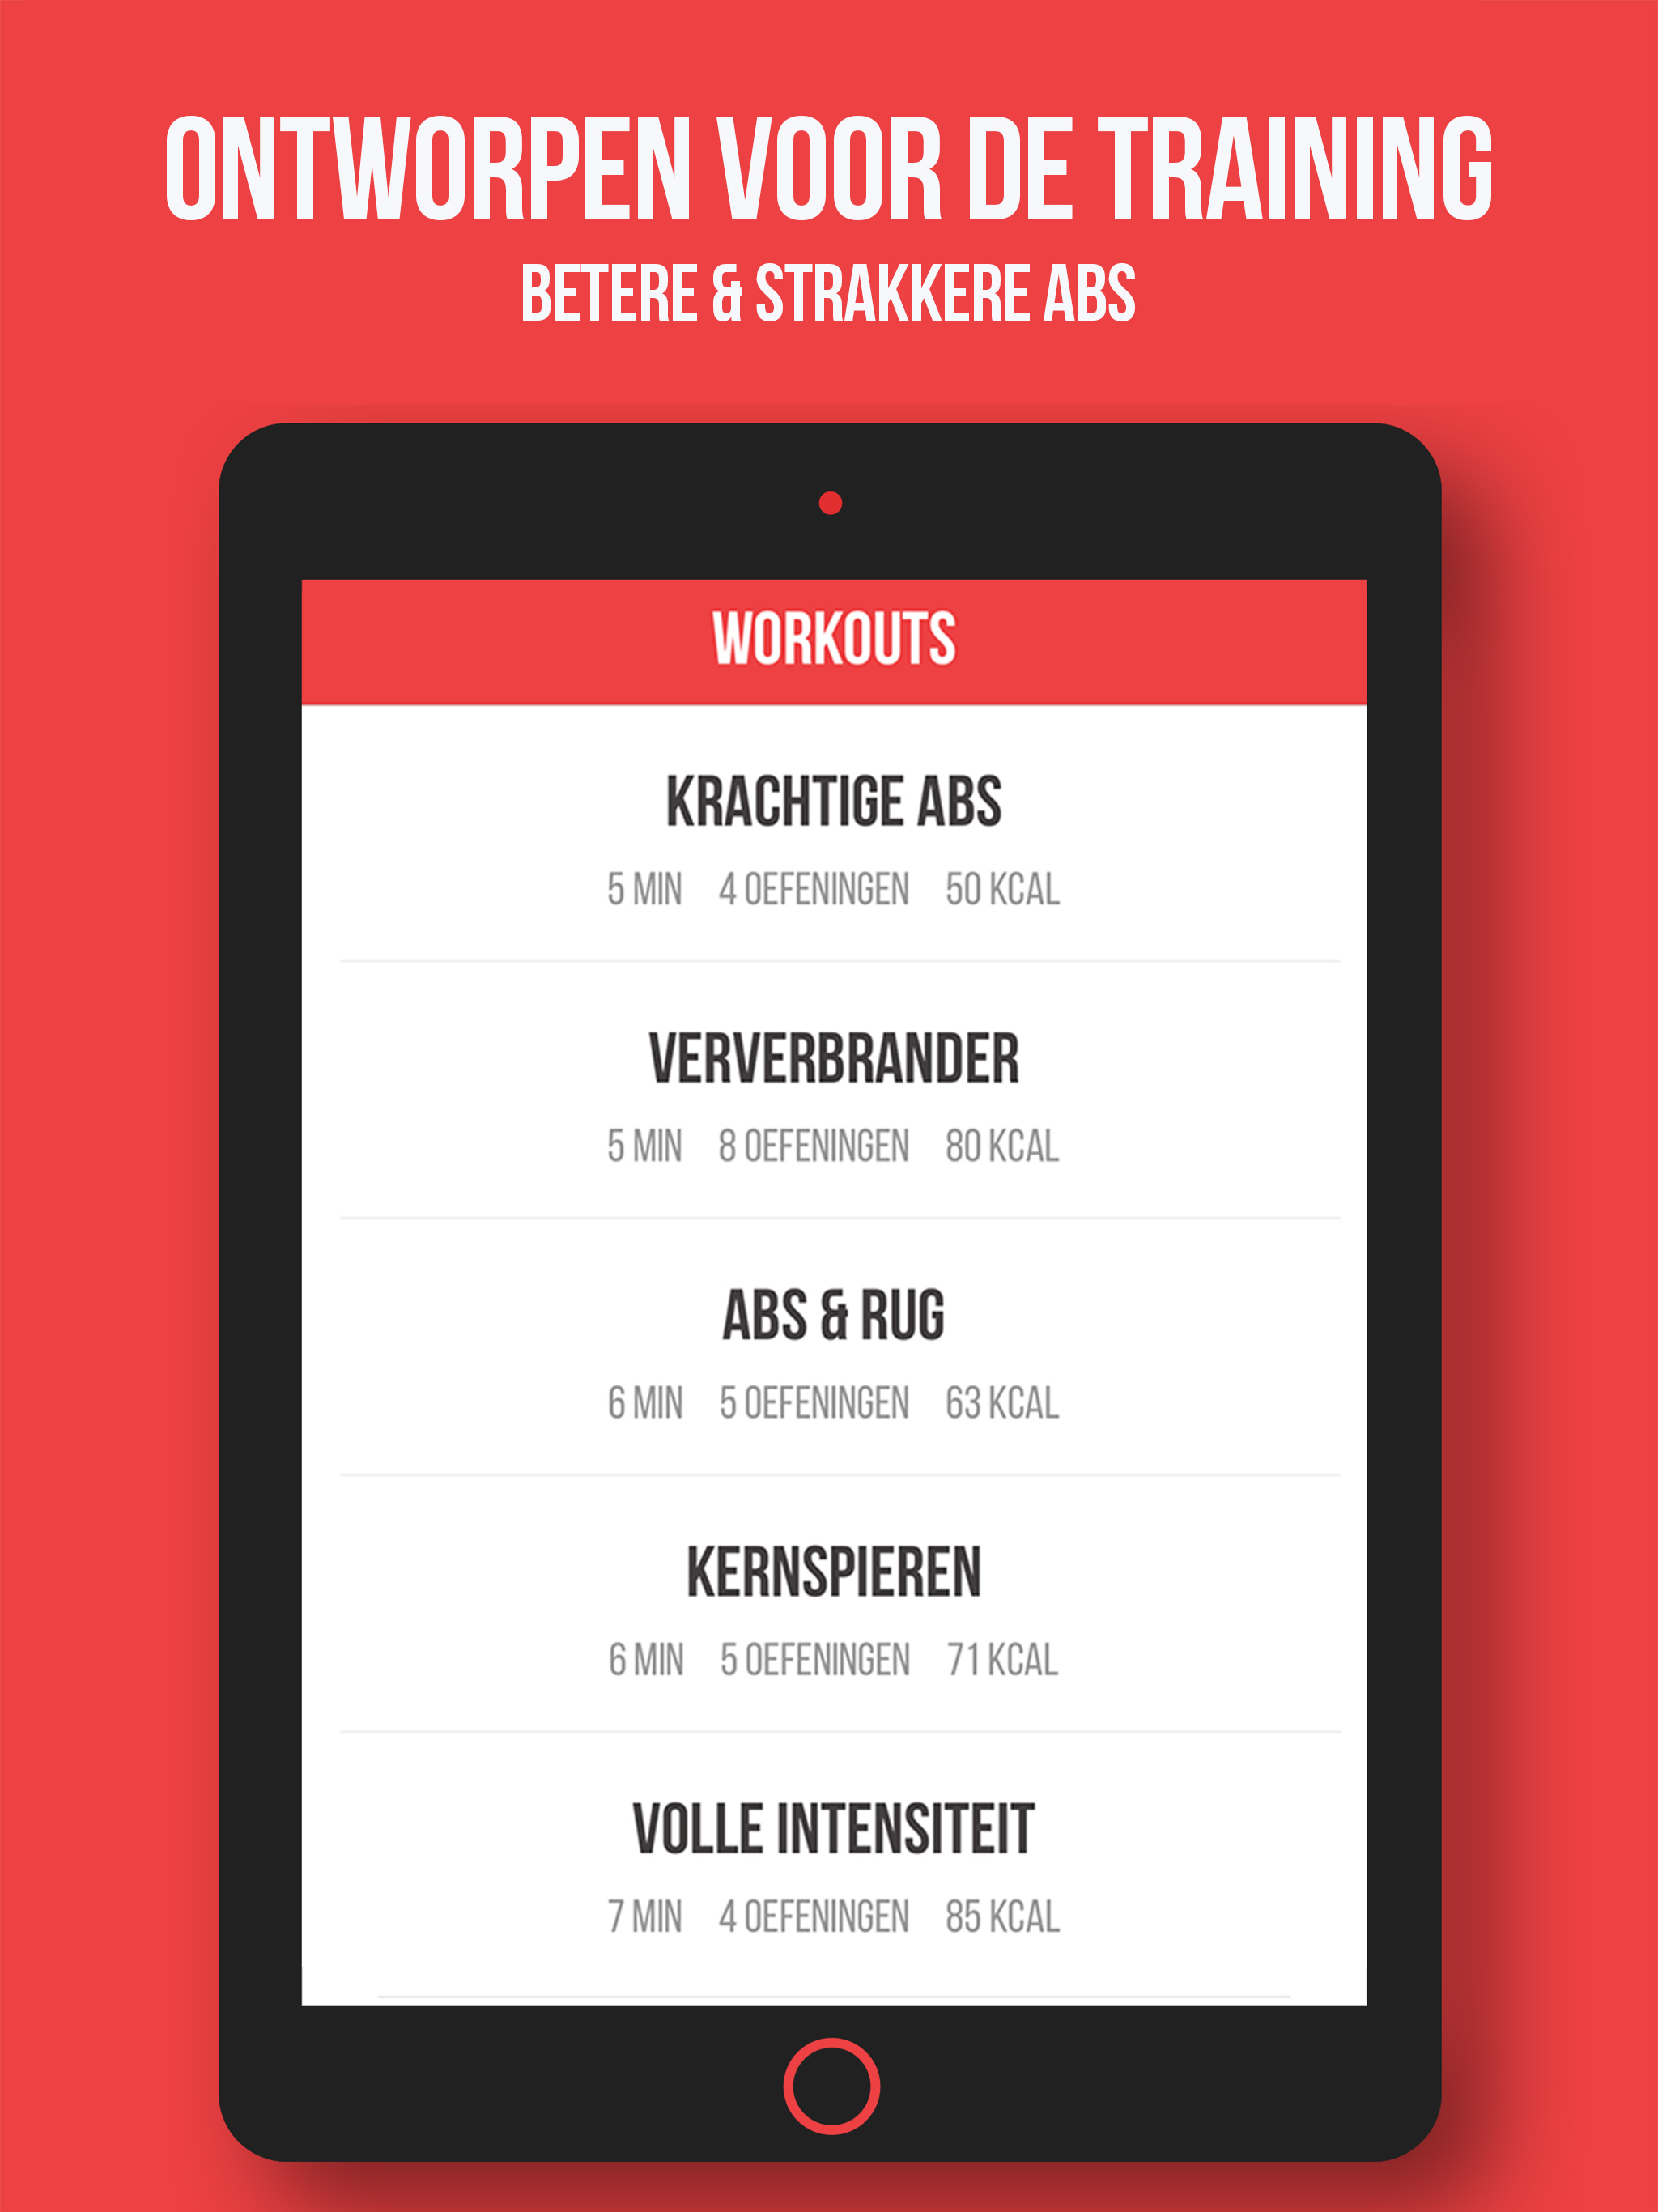 ONTWORPEN VOOR DE TRAINING
BETERE & STRAKKERE ABS
WORKOUTS
KRACHTIGE ABS
5 MIN 4 OEFENINGEN 50 KCAL
VERVERBRANDER
5 MIN 8 OEFENINGEN 80 KCAL
ABS & RUG
6 MIN 5 OEFENINGEN 63 KCAL
KERNSPIEREN
6 MIN 5 OEFENINGEN 71 KCAL
VOLLE INTENSITEIT
7 MIN 4 OEFENINGEN 85 KCAL